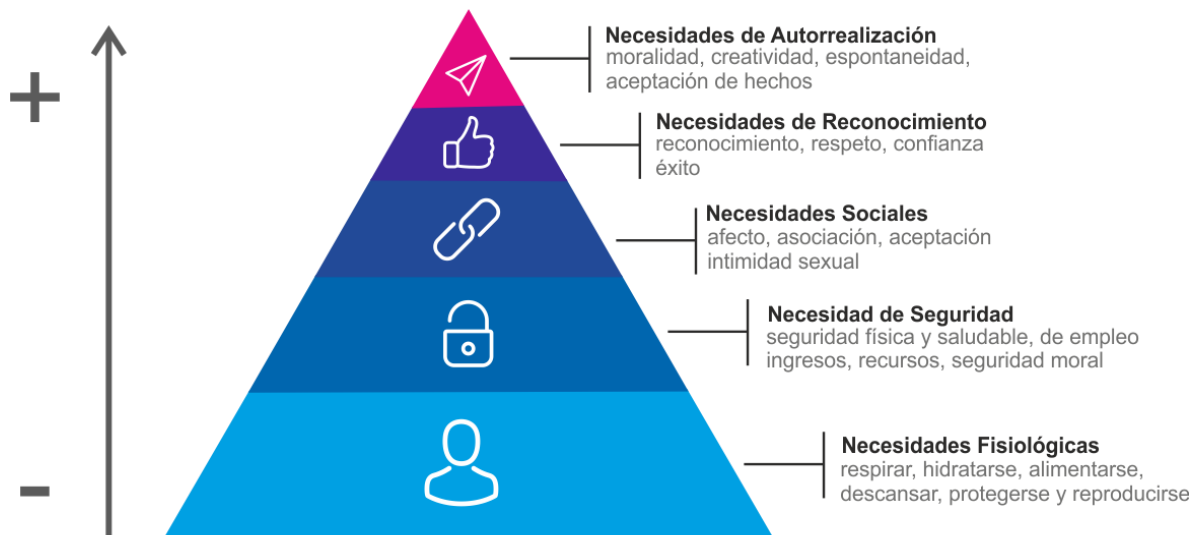 +
Necesidades de Autorrealización
moralidad, creatividad, espontaneidad,
aceptación de hechos
Necesidades de Reconocimiento
reconocimiento, respeto, confianza
éxito
Necesidades Sociales
afecto, asociación, aceptación
intimidad sexual
Necesidad de Seguridad
seguridad física y saludable, de empleo
ingresos, recursos, seguridad moral
Necesidades Fisiológicas
respirar, hidratarse, alimentarse,
descansar, protegerse y reproducirse
-